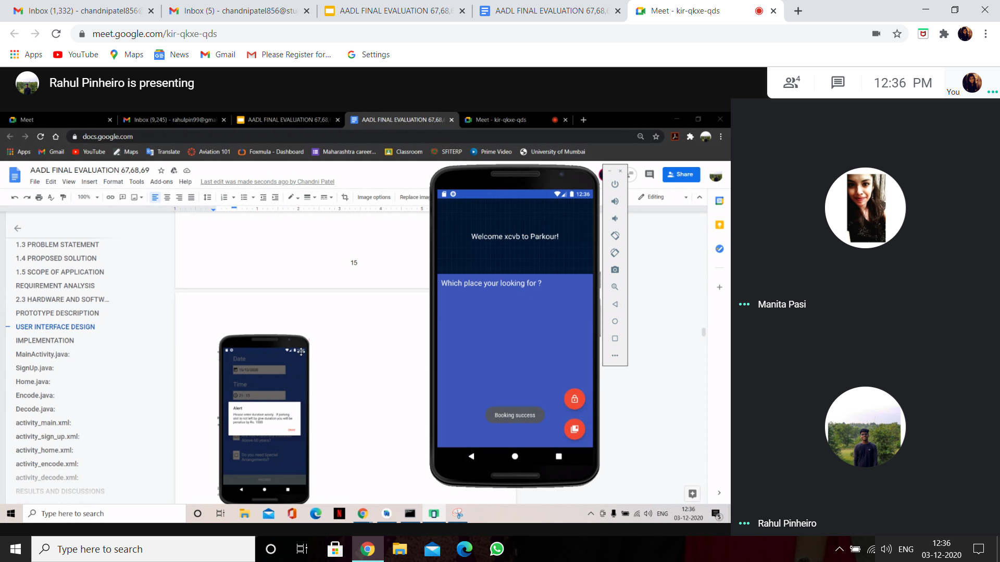 Inbox (1,332) - chandnipatel856@
Inbox (5) - chandnipatel856@stu
AADL FINAL EVALUATION 67,68,6
AADL FINAL EVALUATION 67,68,6
Meet - kir-qkxe-qds
meet.google.com/kir-qkxe-qds
Apps
YouTube
Maps
News
Gmail
Please Register for...
Settings
Rahul Pinheiro is presenting
4
12:36 PM
You
Meet
Inbox (9,245) - rahulpin99@gmai
AADL FINAL EVALUATION 67,68,
AADL FINAL EVALUATION 67,68,
Meet - kir-qkxe-qds
docs.google.com
Apps
Gmail
YouTube
Maps
Translate
Aviation 101
Foxmula - Dashboard
Maharashtra career...
Classroom
SFITERP
Prime Video
University of Mumbai
AADL FINAL EVALUATION 67,68,69
File Edit View Insert Format Tools Add-ons Help
Last edit was made seconds ago by Chandni Patel
Share
100%
Image options
Replace imag
Editing
1 1 2 3 4 5
1.3 PROBLEM STATEMENT
1.4 PROPOSED SOLUTION
1.5 SCOPE OF APPLICATION
REQUIREMENT ANALYSIS
2.3 HARDWARE AND SOFTW...
PROTOTYPE DESCRIPTION
USER INTERFACE DESIGN
IMPLEMENTATION
MainActivity.java:
SignUp.java:
Home.java:
Encode.java:
Decode.java:
activity_main.xml:
activity_sign_up.xml:
activity_home.xml:
activity_encode.xml:
activity_decode.xml:
RESULTS AND DISCUSSIONS
15
Date
15/12/2020
Time
21 : 15
Alert
Please enter duration wisely . If parking
slot is not left by give duration you will be
penalize by Rs. 1000
OKAY
Above 60 years?
Do you need Special
Arrangements?
PROCEED
12:36
Welcome xcvb to Parkour!
Which place your looking for ?
Booking success
Manita Pasi
Rahul Pinheiro
Type here to search
ENG
12:36
03-12-2020
5
Type here to search
ENG
12:36
03-12-2020